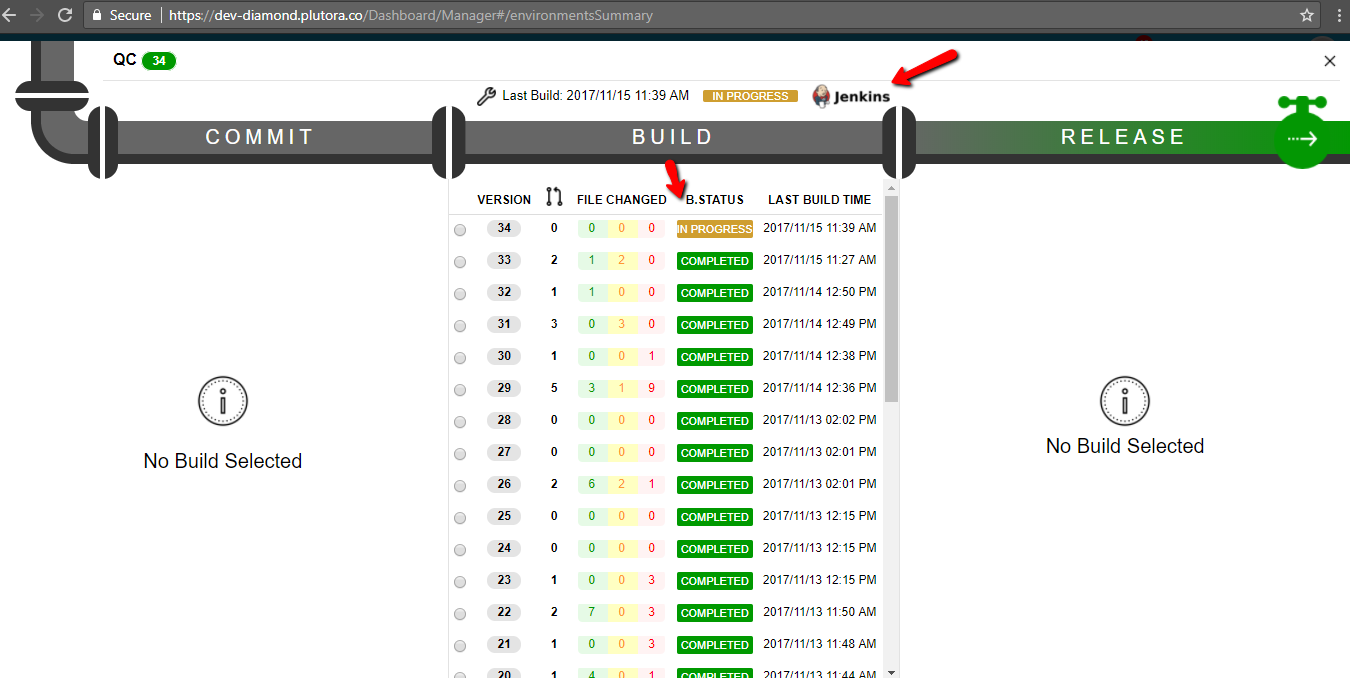 Secure | https://dev-diamond.plutora.co/Dashboard/Manager#/environmentsSummary
QC 34
Last Build: 2017/11/15 11:39 AM IN PROGRESS Jenkins
COMMIT BUILD RELEASE
VERSION FILE CHANGED B.STATUS LAST BUILD TIME
34 0 0 0 0 IN PROGRESS 2017/11/15 11:39 AM
33 2 1 2 0 COMPLETED 2017/11/15 11:27 AM
32 1 1 0 0 COMPLETED 2017/11/14 12:50 PM
31 3 0 3 0 COMPLETED 2017/11/14 12:49 PM
30 1 0 0 1 COMPLETED 2017/11/14 12:38 PM
29 5 3 1 9 COMPLETED 2017/11/14 12:36 PM
28 0 0 0 0 COMPLETED 2017/11/13 02:02 PM
27 0 0 0 0 COMPLETED 2017/11/13 02:01 PM
26 2 6 2 1 COMPLETED 2017/11/13 02:01 PM
25 0 0 0 0 COMPLETED 2017/11/13 12:15 PM
24 0 0 0 0 COMPLETED 2017/11/13 12:15 PM
23 1 0 0 3 COMPLETED 2017/11/13 12:15 PM
22 2 7 0 3 COMPLETED 2017/11/13 11:50 AM
21 1 0 0 3 COMPLETED 2017/11/13 11:48 AM
20 1 4 0 1 COMPLETED 2017/11/13 11:44 AM
No Build Selected
No Build Selected